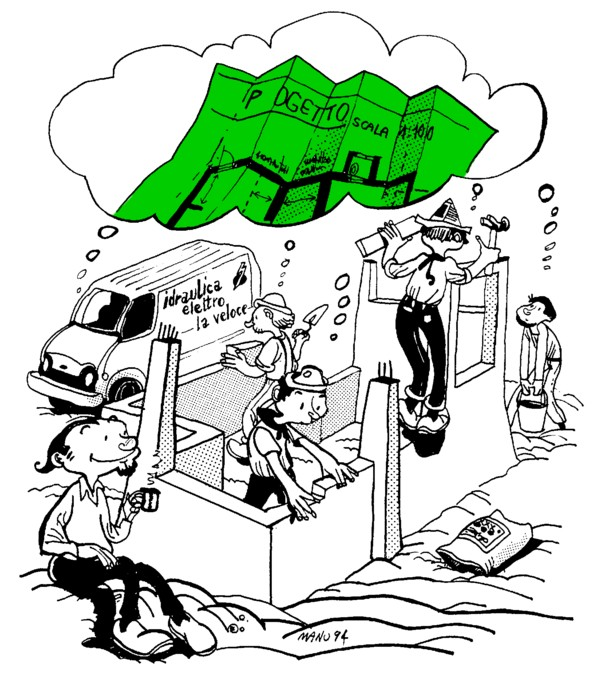 P OGETTO
SCALA 1:100
idraulica
elettro
la veloce
MANU 94